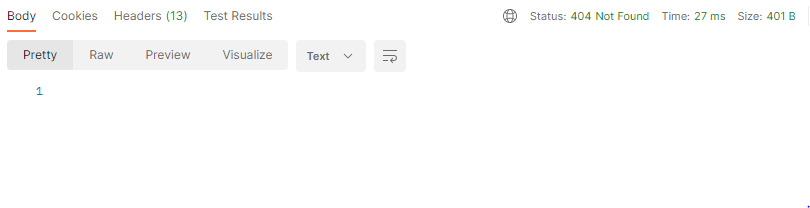 Body Cookies Headers (13) Test Results Status: 404 Not Found Time: 27 ms Size: 401 B
Pretty Raw Preview Visualize Text
1